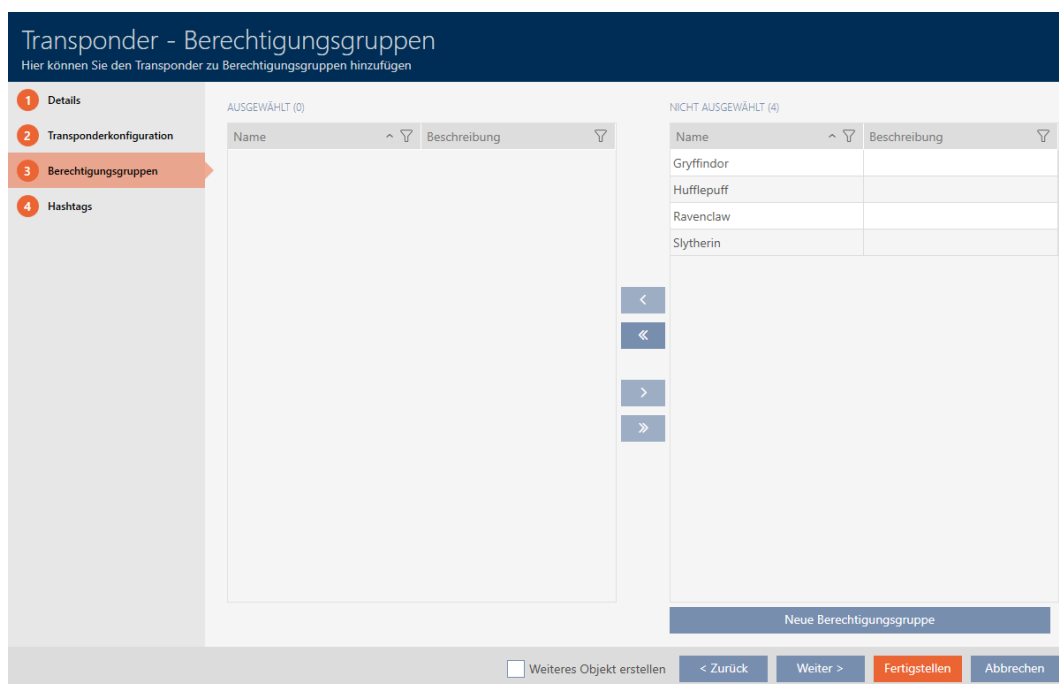 Transponder - Berechtigungsgruppen
Hier können Sie den Transponder zu Berechtigungsgruppen hinzufügen
1 Details
2 Transponderkonfiguration
3 Berechtigungsgruppen
4 Hashtags
AUSGEWÄHLT (0)
Name Beschreibung
NICHT AUSGEWÄHLT (4)
Name Beschreibung
Gryffindor
Hufflepuff
Ravenclaw
Slytherin
Neue Berechtigungsgruppe
Weiteres Objekt erstellen < Zurück Weiter > Fertigstellen Abbrechen